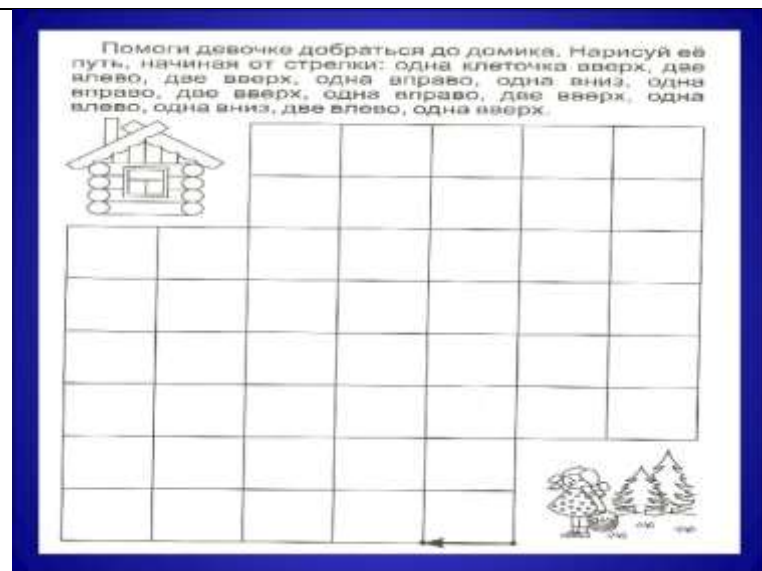 Помоги девочке добраться до домика. Нарисуй её
путь, начиная от стрелки: одна клеточка вверх, две
влево, две вверх, одна вправо, одна вниз, одна
вправо, две вверх, одна вправо, две вверх, одна
влево, одна вниз, две влево, одна вверх.